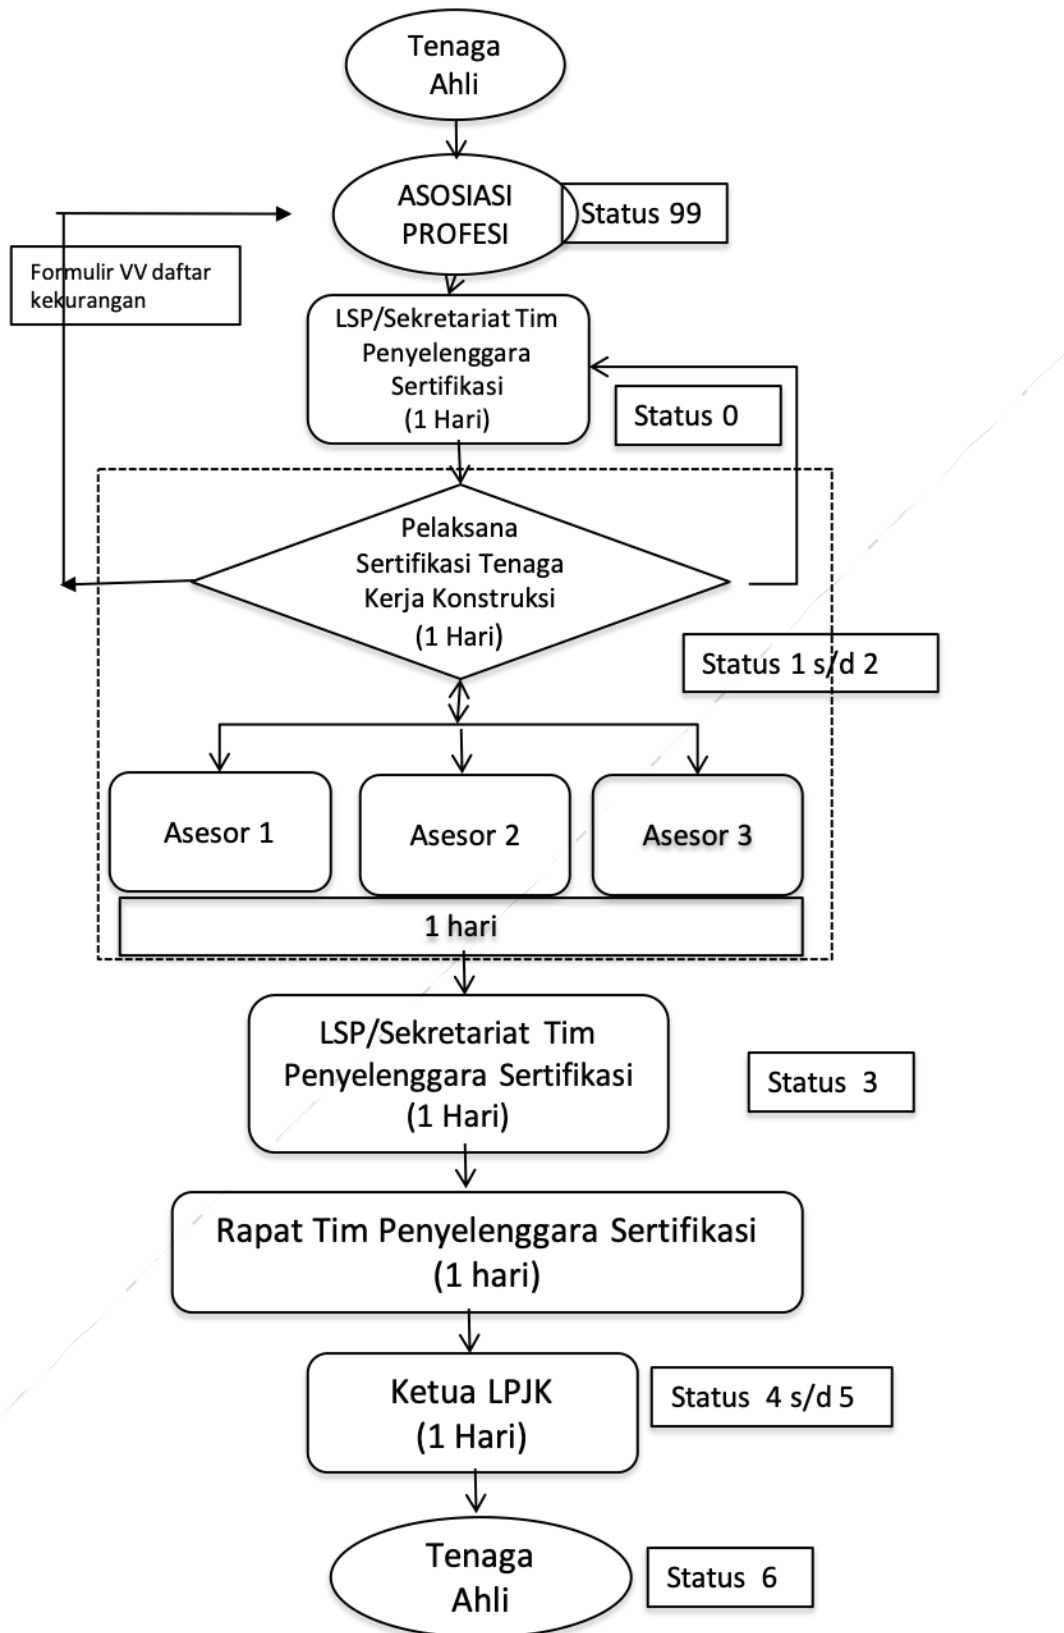 Tenaga
Ahli
ASOSIASI
PROFESI
Status 99
Formulir VV daftar
kekurangan
LSP/Sekretariat Tim
Penyelenggara
Sertifikasi
(1 Hari)
Status 0
Pelaksana
Sertifikasi Tenaga
Kerja Konstruksi
(1 Hari)
Status 1 s/d 2
Asesor 1
Asesor 2
Asesor 3
1 hari
LSP/Sekretariat Tim
Penyelenggara Sertifikasi
(1 Hari)
Status 3
Rapat Tim Penyelenggara Sertifikasi
(1 hari)
Ketua LPJK
(1 Hari)
Status 4 s/d 5
Tenaga
Ahli
Status 6